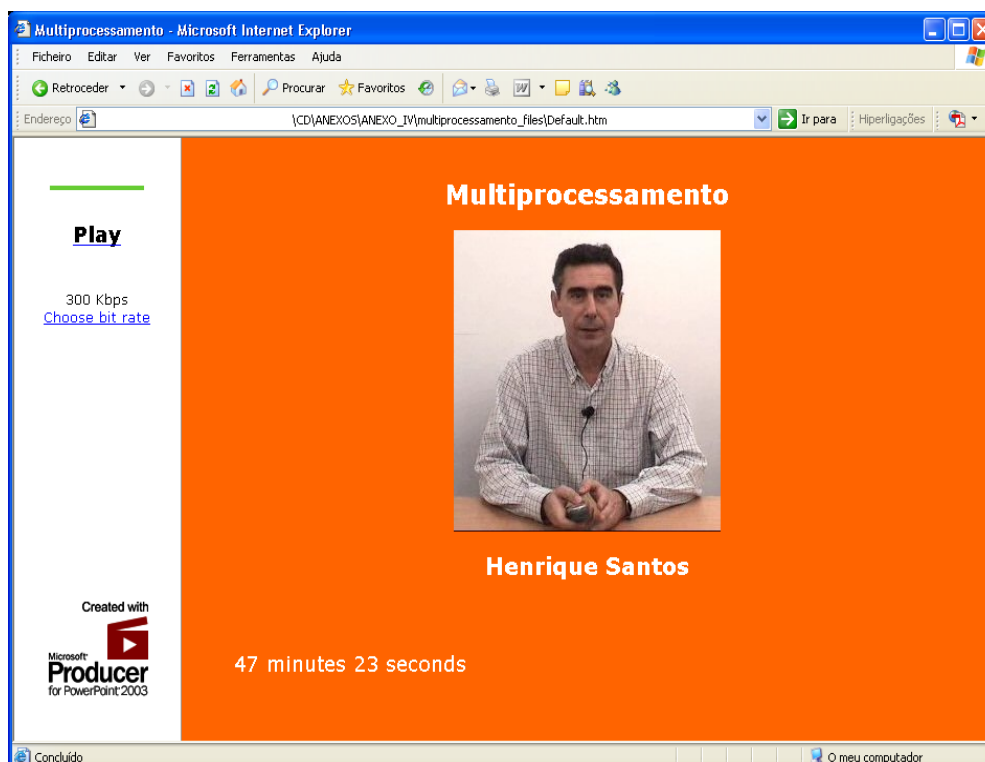 Multiprocessamento - Microsoft Internet Explorer
Ficheiro Editar Ver Favoritos Ferramentas Ajuda
Retroceder Procurar Favoritos
Endereço \CD\ANEXOS\ANEXO_IV\multiprocessamento_files\Default.htm Ir para Hiperligações
Multiprocessamento
Play
300 Kbps
Choose bit rate
Henrique Santos
Created with
Microsoft
Producer
for PowerPoint 2003
47 minutes 23 seconds
Concluído O meu computador